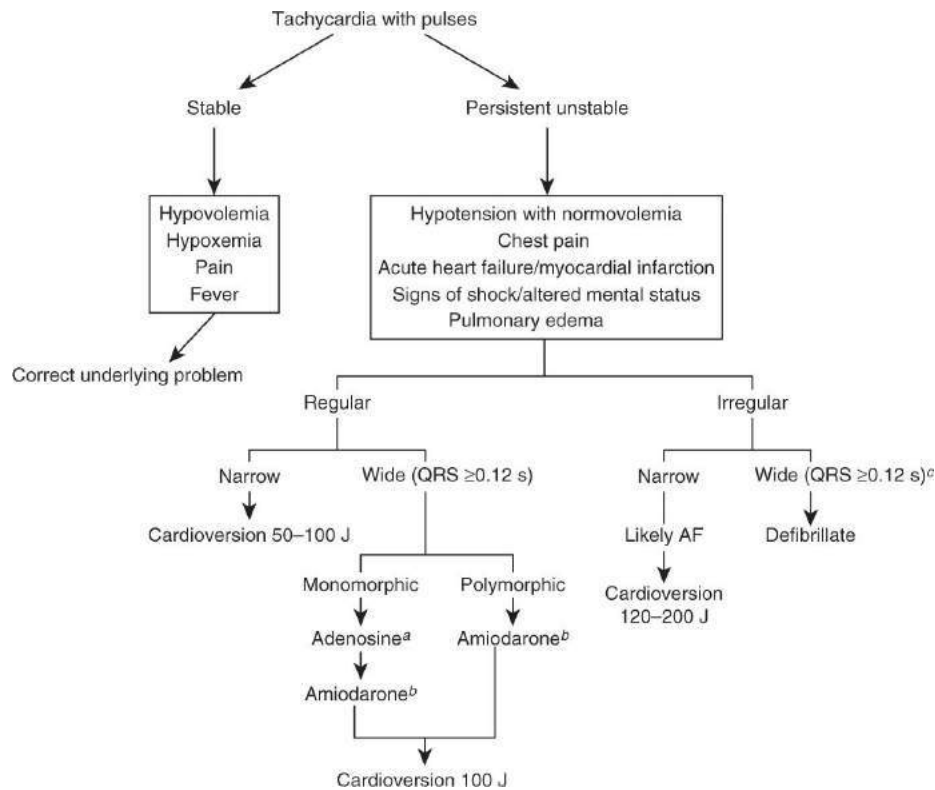 Tachycardia with pulses
Stable
Persistent unstable
Hypovolemia
Hypoxemia
Pain
Fever
Hypotension with normovolemia
Chest pain
Acute heart failure/myocardial infarction
Signs of shock/altered mental status
Pulmonary edema
Correct underlying problem
Regular
Irregular
Narrow
Wide (QRS ≥0.12 s)
Narrow
Wide (QRS ≥0.12 s)c
Cardioversion 50–100 J
Likely AF
Defibrillate
Monomorphic
Polymorphic
Cardioversion
120–200 J
Adenosinea
Amiodaroneb
Amiodaroneb
Cardioversion 100 J